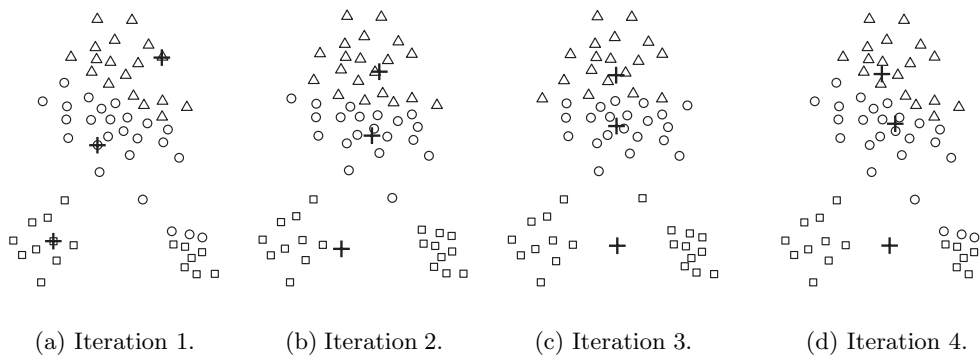 (a) Iteration 1.
(b) Iteration 2.
(c) Iteration 3.
(d) Iteration 4.